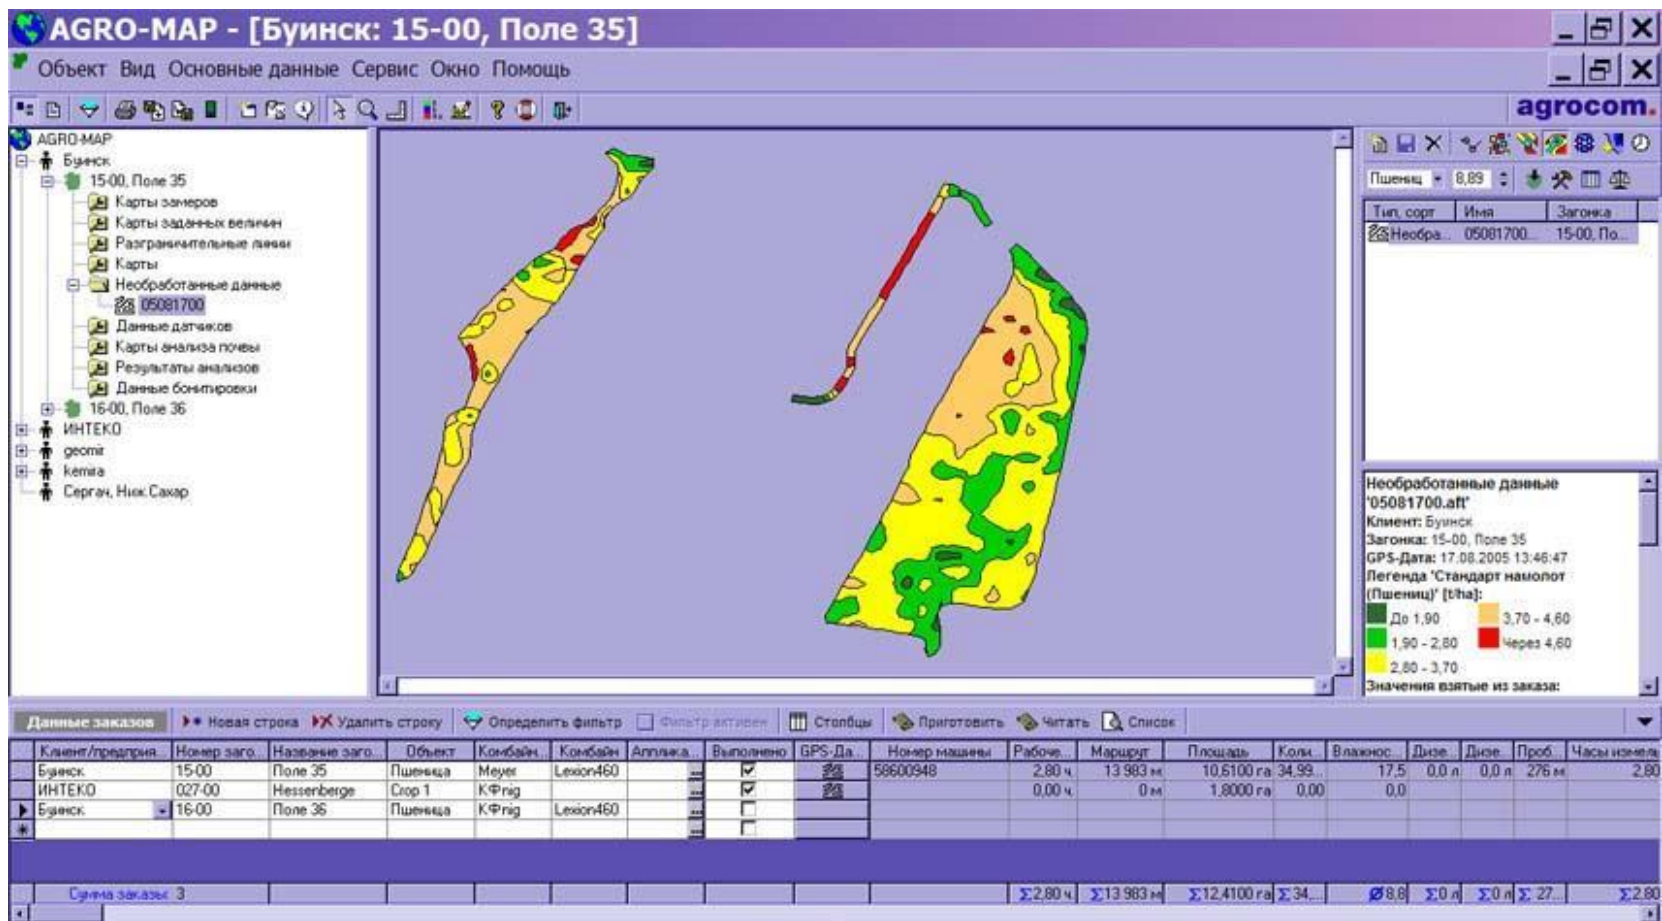 AGRO-MAP - [Буинск: 15-00, Поле 35]
Объект Вид Основные данные Сервис Окно Помощь
agrocom.
AGRO-MAP
Буинск
15-00, Поле 35
Карты замеров
Карты заданных величин
Разграничительные линии
Карты
Необработанные данные
05081700
Данные датчиков
Карты анализа почвы
Результаты анализов
Данные бонитировки
16-00, Поле 36
ИНТЕКО
geomir
kemira
Сергач, Ниж.Сахар
Пшениц 8,89
Тип, сорт Имя Загонка
Необра... 05081700... 15-00, По...
Необработанные данные
'05081700.aft'
Клиент: Буинск
Загонка: 15-00, Поле 35
GPS-Дата: 17.08.2005 13:46:47
Легенда 'Стандарт намолот
(Пшениц)' [t/ha]:
До 1,90 3,70 - 4,60
1,90 - 2,80 Через 4,60
2,80 - 3,70
Значения взятые из заказа:
Данные заказов Новая строка Удалить строку Определить фильтр Фильтр активен Столбцы Приготовить Читать Список
Клиент/предприя... Номер заго... Название заго... Объект Комбайн... Комбайн Апплика... Выполнено GPS-Да... Номер машины Рабоче... Маршрут Площадь Коли... Влажнос... Дизе... Дизе... Проб... Часы измель
Буинск 15-00 Поле 35 Пшеница Meyer Lexion460 ... 58600948 2,80 ч 13 983 м 10,6100 га 34,99... 17,5 0,0 л 0,0 л 276 м 2,80
ИНТЕКО 027-00 Hessenberge Crop 1 КФnig ... 0,00 ч 0 м 1,8000 га 0,00 0,0
Буинск 16-00 Поле 36 Пшеница КФnig Lexion460 ...
...
Сумма заказы: 3 Σ2,80 ч Σ13 983 м Σ12,4100 га Σ34,... Ø8,8 Σ0 л Σ0 л Σ 27... Σ2,80